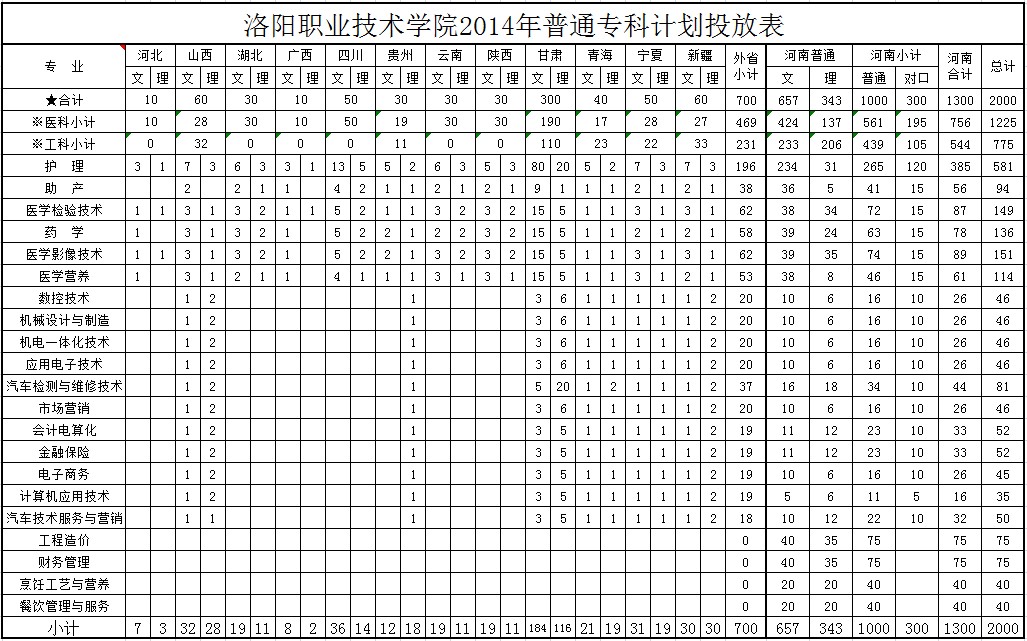 洛阳职业技术学院2014年普通专科计划投放表
专 业 河北 山西 湖北 广西 四川 贵州 云南 陕西 甘肃 青海 宁夏 新疆 外省小计 河南普通 河南小计 河南合计 总计
文 理 文 理 文 理 文 理 文 理 文 理 文 理 文 理 文 理 文 理 文 理 文 理 文 理 普通 对口
★合计 10 60 30 10 50 30 30 30 300 40 50 60 700 657 343 1000 300 1300 2000
※医科小计 10 28 30 10 50 19 30 30 190 17 28 27 469 424 137 561 195 756 1225
※工科小计 0 32 0 0 0 11 0 0 110 23 22 33 231 233 206 439 105 544 775
护 理 3 1 7 3 6 3 3 1 13 5 5 2 6 3 5 3 80 20 5 2 7 3 7 3 196 234 31 265 120 385 581
助 产 2 2 1 1 4 2 1 1 2 1 2 1 9 1 1 1 2 1 2 1 38 36 5 41 15 56 94
医学检验技术 1 1 3 1 3 2 1 1 5 2 1 1 3 2 3 2 15 5 1 1 3 1 3 1 62 38 34 72 15 87 149
药 学 1 3 1 3 2 1 5 2 2 1 2 2 3 2 15 5 1 1 2 1 2 1 58 39 24 63 15 78 136
医学影像技术 1 1 3 1 3 2 1 5 2 2 1 3 2 3 2 15 5 1 1 3 1 3 1 62 39 35 74 15 89 151
医学营养 1 3 1 2 1 1 4 1 1 1 3 1 3 1 15 5 1 1 3 1 2 1 53 38 8 46 15 61 114
数控技术 1 2 1 3 6 1 1 1 1 1 2 20 10 6 16 10 26 46
机械设计与制造 1 2 1 3 6 1 1 1 1 1 2 20 10 6 16 10 26 46
机电一体化技术 1 2 1 3 6 1 1 1 1 1 2 20 10 6 16 10 26 46
应用电子技术 1 2 1 3 6 1 1 1 1 1 2 20 10 6 16 10 26 46
汽车检测与维修技术 1 2 1 5 20 1 2 1 1 1 2 37 16 18 34 10 44 81
市场营销 1 2 1 3 6 1 1 1 1 1 2 20 10 6 16 10 26 46
会计电算化 1 2 1 3 5 1 1 1 1 1 2 19 11 12 23 10 33 52
金融保险 1 2 1 3 5 1 1 1 1 1 2 19 11 12 23 10 33 52
电子商务 1 2 1 3 5 1 1 1 1 1 2 19 10 6 16 10 26 45
计算机应用技术 1 2 1 3 5 1 1 1 1 1 2 19 5 6 11 5 16 35
汽车技术服务与营销 1 1 1 3 5 1 1 1 1 1 2 18 10 12 22 10 32 50
工程造价 0 40 35 75 75 75
财务管理 0 40 35 75 75 75
烹饪工艺与营养 0 20 20 40 40 40
餐饮管理与服务 0 20 20 40 40 40
小计 7 3 32 28 19 11 8 2 36 14 12 18 19 11 19 11 184 116 21 19 31 19 30 30 700 657 343 1000 300 1300 2000